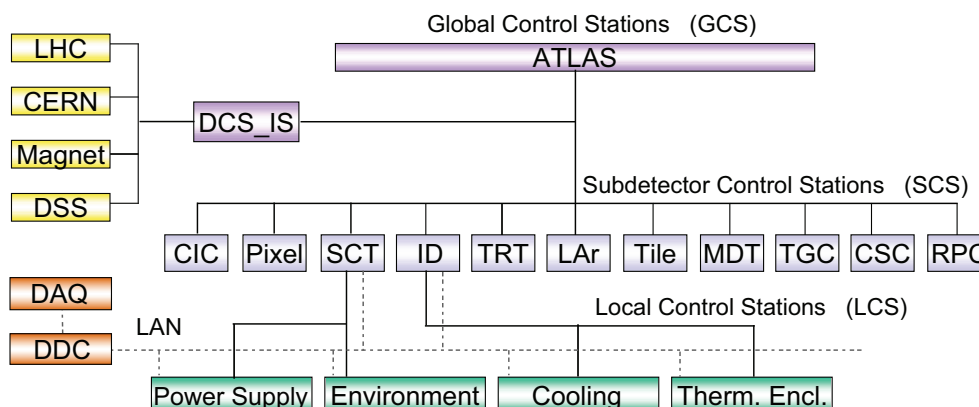 Global Control Stations (GCS)
LHC
ATLAS
CERN
DCS_IS
Magnet
Subdetector Control Stations (SCS)
DSS
CIC Pixel SCT ID TRT LAr Tile MDT TGC CSC RPC
DAQ
Local Control Stations (LCS)
LAN
DDC
Power Supply Environment Cooling Therm. Encl.